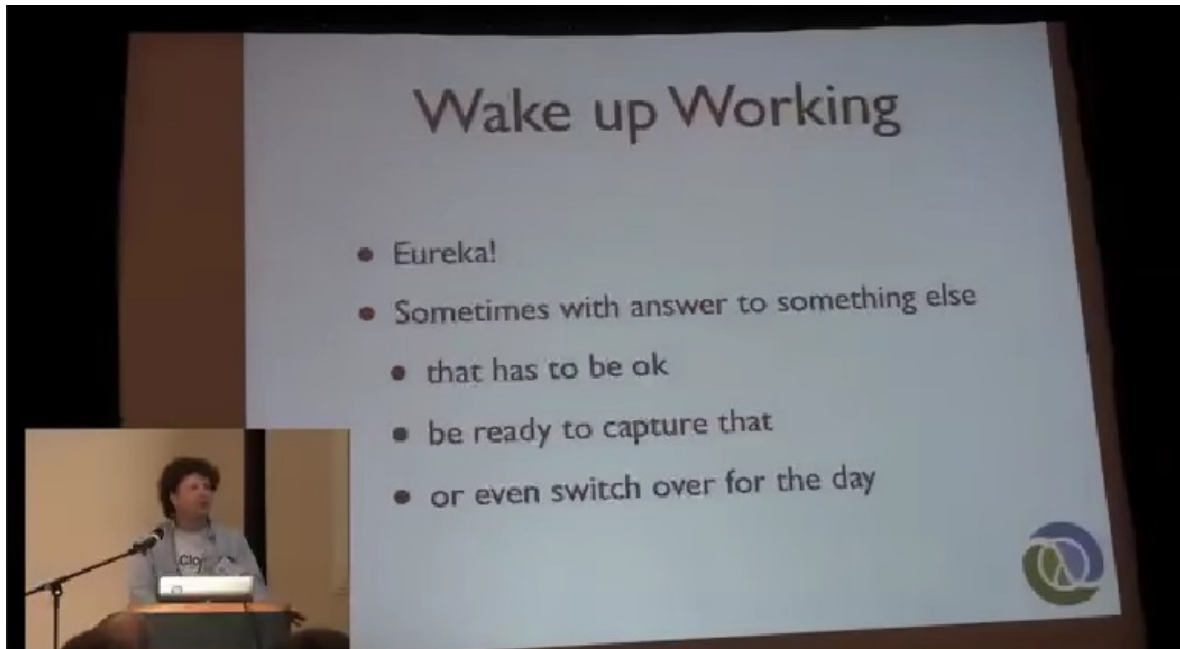 Wake up Working
• Eureka!
• Sometimes with answer to something else
• that has to be ok
• be ready to capture that
• or even switch over for the day